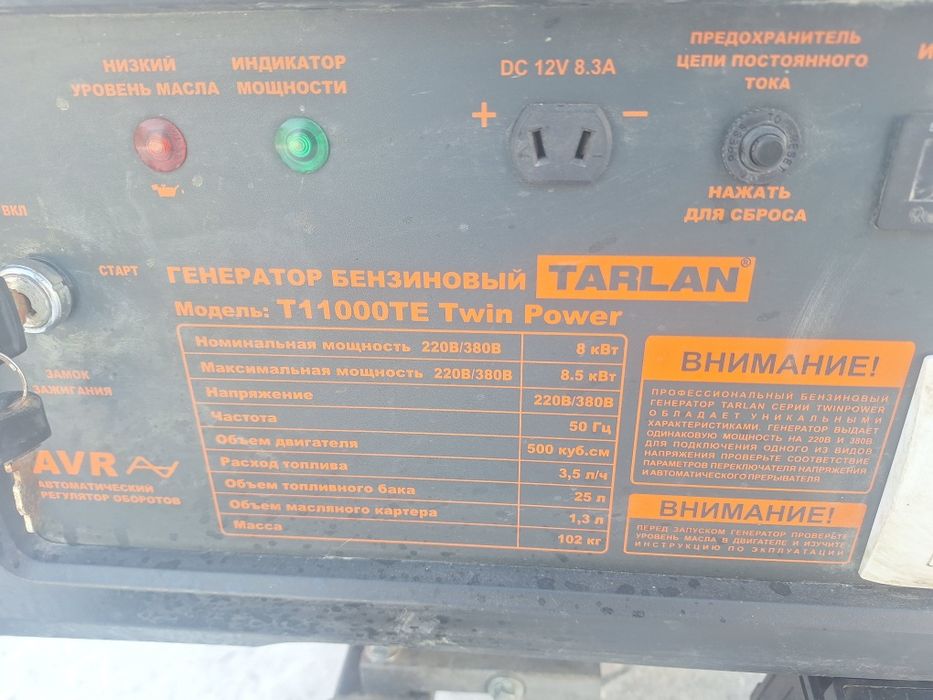 НИЗКИЙ
УРОВЕНЬ МАСЛА
ИНДИКАТОР
МОЩНОСТИ
DC 12V 8.3A
+ −
ПРЕДОХРАНИТЕЛЬ
ЦЕПИ ПОСТОЯННОГО
ТОКА
PRESS TO RESET
НАЖАТЬ
ДЛЯ СБРОСА
ВКЛ
СТАРТ
ЗАМОК
ЗАЖИГАНИЯ
AVR
АВТОМАТИЧЕСКИЙ
РЕГУЛЯТОР ОБОРОТОВ
ГЕНЕРАТОР БЕНЗИНОВЫЙ TARLAN®
Модель: T11000TE Twin Power
Номинальная мощность 220В/380В 8 кВт
Максимальная мощность 220В/380В 8.5 кВт
Напряжение 220В/380В
Частота 50 Гц
Объем двигателя 500 куб.см
Расход топлива 3,5 л/ч
Объем топливного бака 25 л
Объем масляного картера 1,3 л
Масса 102 кг
ВНИМАНИЕ!
ПРОФЕССИОНАЛЬНЫЙ БЕНЗИНОВЫЙ
ГЕНЕРАТОР TARLAN СЕРИИ TWINPOWER
ОБЛАДАЕТ УНИКАЛЬНЫМИ
ХАРАКТЕРИСТИКАМИ. ГЕНЕРАТОР ВЫДАЕТ
ОДИНАКОВУЮ МОЩНОСТЬ НА 220В И 380В
ДЛЯ ПОДКЛЮЧЕНИЯ ОДНОГО ИЗ ВИДОВ
НАПРЯЖЕНИЯ ПРОВЕРЬТЕ СООТВЕТСТВИЕ
ПАРАМЕТРОВ ПЕРЕКЛЮЧАТЕЛЯ НАПРЯЖЕНИЯ
И АВТОМАТИЧЕСКОГО ПРЕРЫВАТЕЛЯ
ВНИМАНИЕ!
ПЕРЕД ЗАПУСКОМ ГЕНЕРАТОР ПРОВЕРЬТЕ
УРОВЕНЬ МАСЛА В ДВИГАТЕЛЕ И ИЗУЧИТЕ
ИНСТРУКЦИЮ ПО ЭКПЛУАТАЦИИ